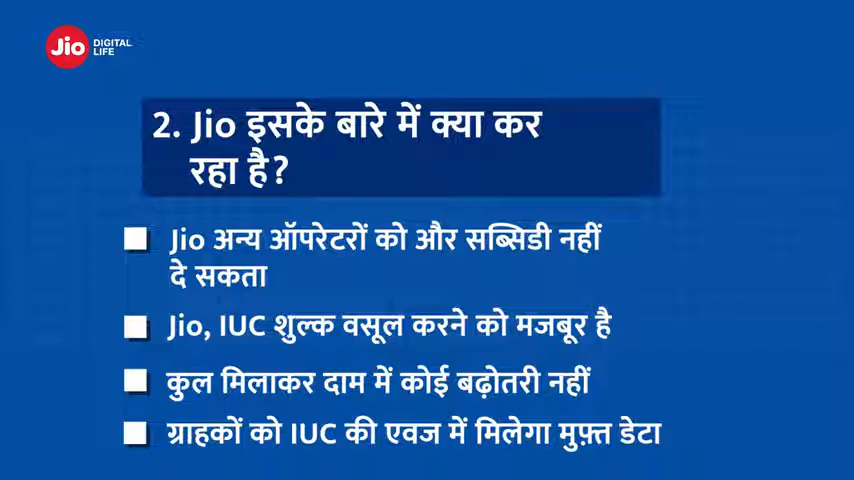 Jio
DIGITAL
LIFE
2. Jio इसके बारे में क्या कर
रहा है?
Jio अन्य ऑपरेटरों को और सब्सिडी नहीं
दे सकता
Jio, IUC शुल्क वसूल करने को मजबूर है
कुल मिलाकर दाम में कोई बढ़ोतरी नहीं
ग्राहकों को IUC की एवज में मिलेगा मुफ़्त डेटा